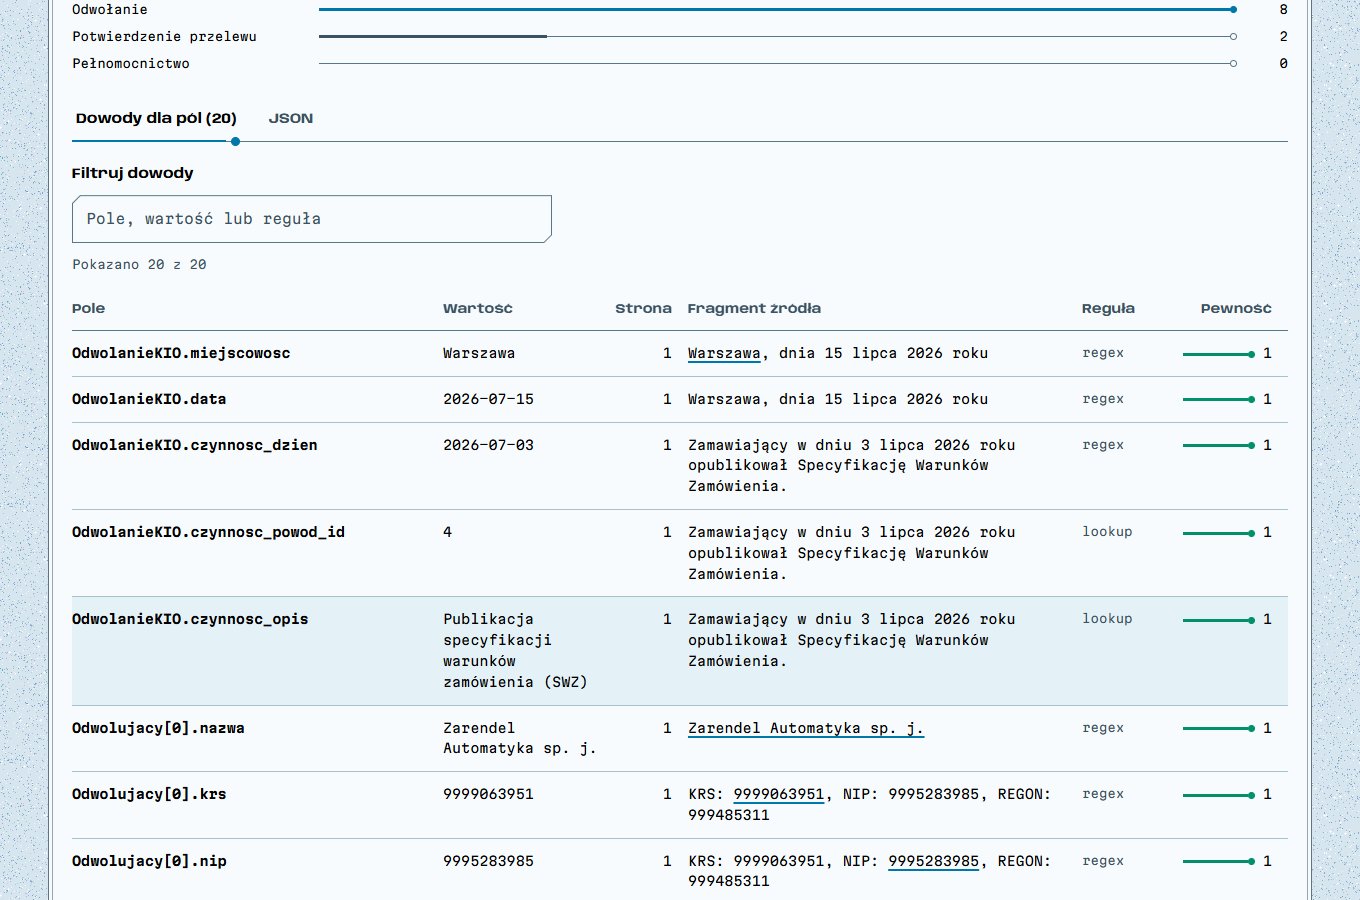 Odwołanie 8
Potwierdzenie przelewu 2
Pełnomocnictwo 0
Dowody dla pól (20) JSON
Filtruj dowody
Pole, wartość lub reguła
Pokazano 20 z 20
Pole Wartość Strona Fragment źródła Reguła Pewność
OdwolanieKIO.miejscowosc Warszawa 1 Warszawa, dnia 15 lipca 2026 roku regex 1
OdwolanieKIO.data 2026-07-15 1 Warszawa, dnia 15 lipca 2026 roku regex 1
OdwolanieKIO.czynnosc_dzien 2026-07-03 1 Zamawiający w dniu 3 lipca 2026 roku regex 1
opublikował Specyfikację Warunków
Zamówienia.
OdwolanieKIO.czynnosc_powod_id 4 1 Zamawiający w dniu 3 lipca 2026 roku lookup 1
opublikował Specyfikację Warunków
Zamówienia.
OdwolanieKIO.czynnosc_opis Publikacja 1 Zamawiający w dniu 3 lipca 2026 roku lookup 1
specyfikacji opublikował Specyfikację Warunków
warunków Zamówienia.
zamówienia (SWZ)
Odwolujacy[0].nazwa Zarendel 1 Zarendel Automatyka sp. j. regex 1
Automatyka sp. j.
Odwolujacy[0].krs 9999063951 1 KRS: 9999063951, NIP: 9995283985, REGON: regex 1
999485311
Odwolujacy[0].nip 9995283985 1 KRS: 9999063951, NIP: 9995283985, REGON: regex 1
999485311